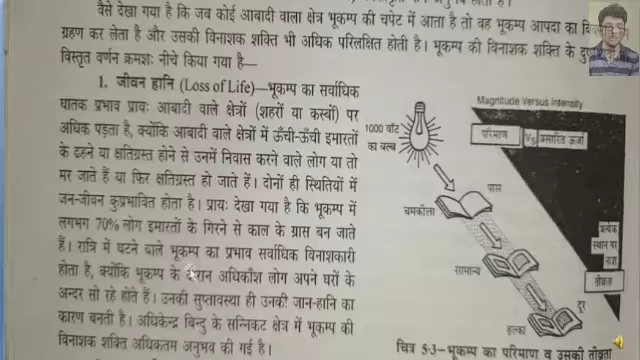 वैसे देखा गया है कि जब कोई आबादी वाला क्षेत्र भूकम्प की चपेट में आता है तो वह भूकम्प आपदा का
ग्रहण कर लेता है और उसकी विनाशक शक्ति भी अधिक परिलक्षित होती है। भूकम्प की विनाशक शक्ति के
विस्तृत वर्णन क्रमशः नीचे किया गया है—
1. जीवन हानि (Loss of Life)—भूकम्प का सर्वाधिक
घातक प्रभाव प्रायः आबादी वाले क्षेत्रों (शहरों या कस्बों) पर
अधिक पड़ता है, क्योंकि आबादी वाले क्षेत्रों में ऊँची-ऊँची इमारतों
के ढहने या क्षतिग्रस्त होने से उनमें निवास करने वाले लोग या तो
मर जाते हैं या फिर क्षतिग्रस्त हो जाते हैं। दोनों ही स्थितियों में
जन-जीवन कुप्रभावित होता है। प्रायः देखा गया है कि भूकम्प में
लगभग 70% लोग इमारतों के गिरने से काल के ग्रास बन जाते
हैं। रात्रि में घटने वाले भूकम्प का प्रभाव सर्वाधिक विनाशकारी
होता है, क्योंकि भूकम्प के दौरान अधिकाँश लोग अपने घरों के
अन्दर सो रहे होते हैं। उनकी सुप्तावस्था ही उनकी जान-हानि का
कारण बनती है। अधिकेन्द्र बिन्दु के सन्निकट क्षेत्र में भूकम्प की
विनाशक शक्ति अधिकतम अनुभव की गई है।
Magnitude Versus Intensity
1000 वॉट
का बल्ब
परिमाण
Vs
प्रसारित ऊर्जा
पास
चमकीला
प्रत्येक
स्थान पर
नाश
सामान्य
तीव्रता
दूर
हल्का
चित्र 5·3—भूकम्प का परिमाण व उसकी तीव्रता